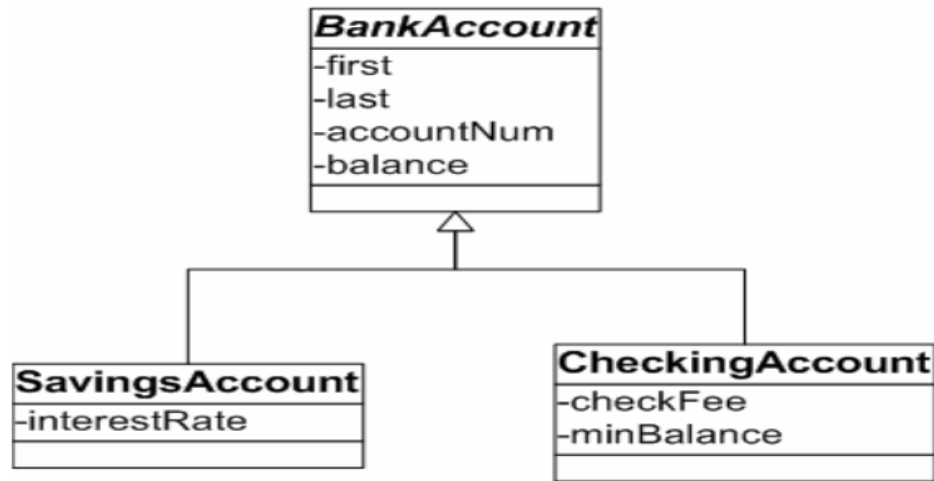 BankAccount
-first
-last
-accountNum
-balance
SavingsAccount
-interestRate
CheckingAccount
-checkFee
-minBalance